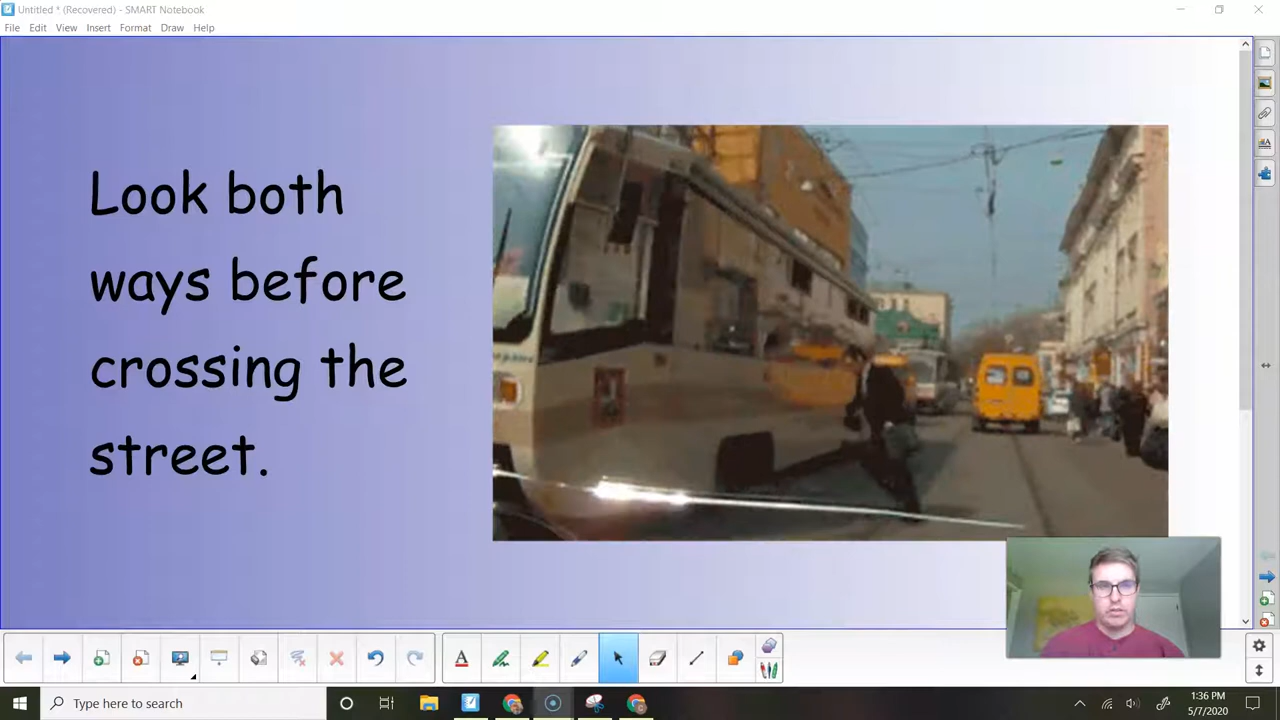 Untitled * (Recovered) - SMART Notebook
File Edit View Insert Format Draw Help
Look both
ways before
crossing the
street.
Type here to search
1:36 PM
5/7/2020